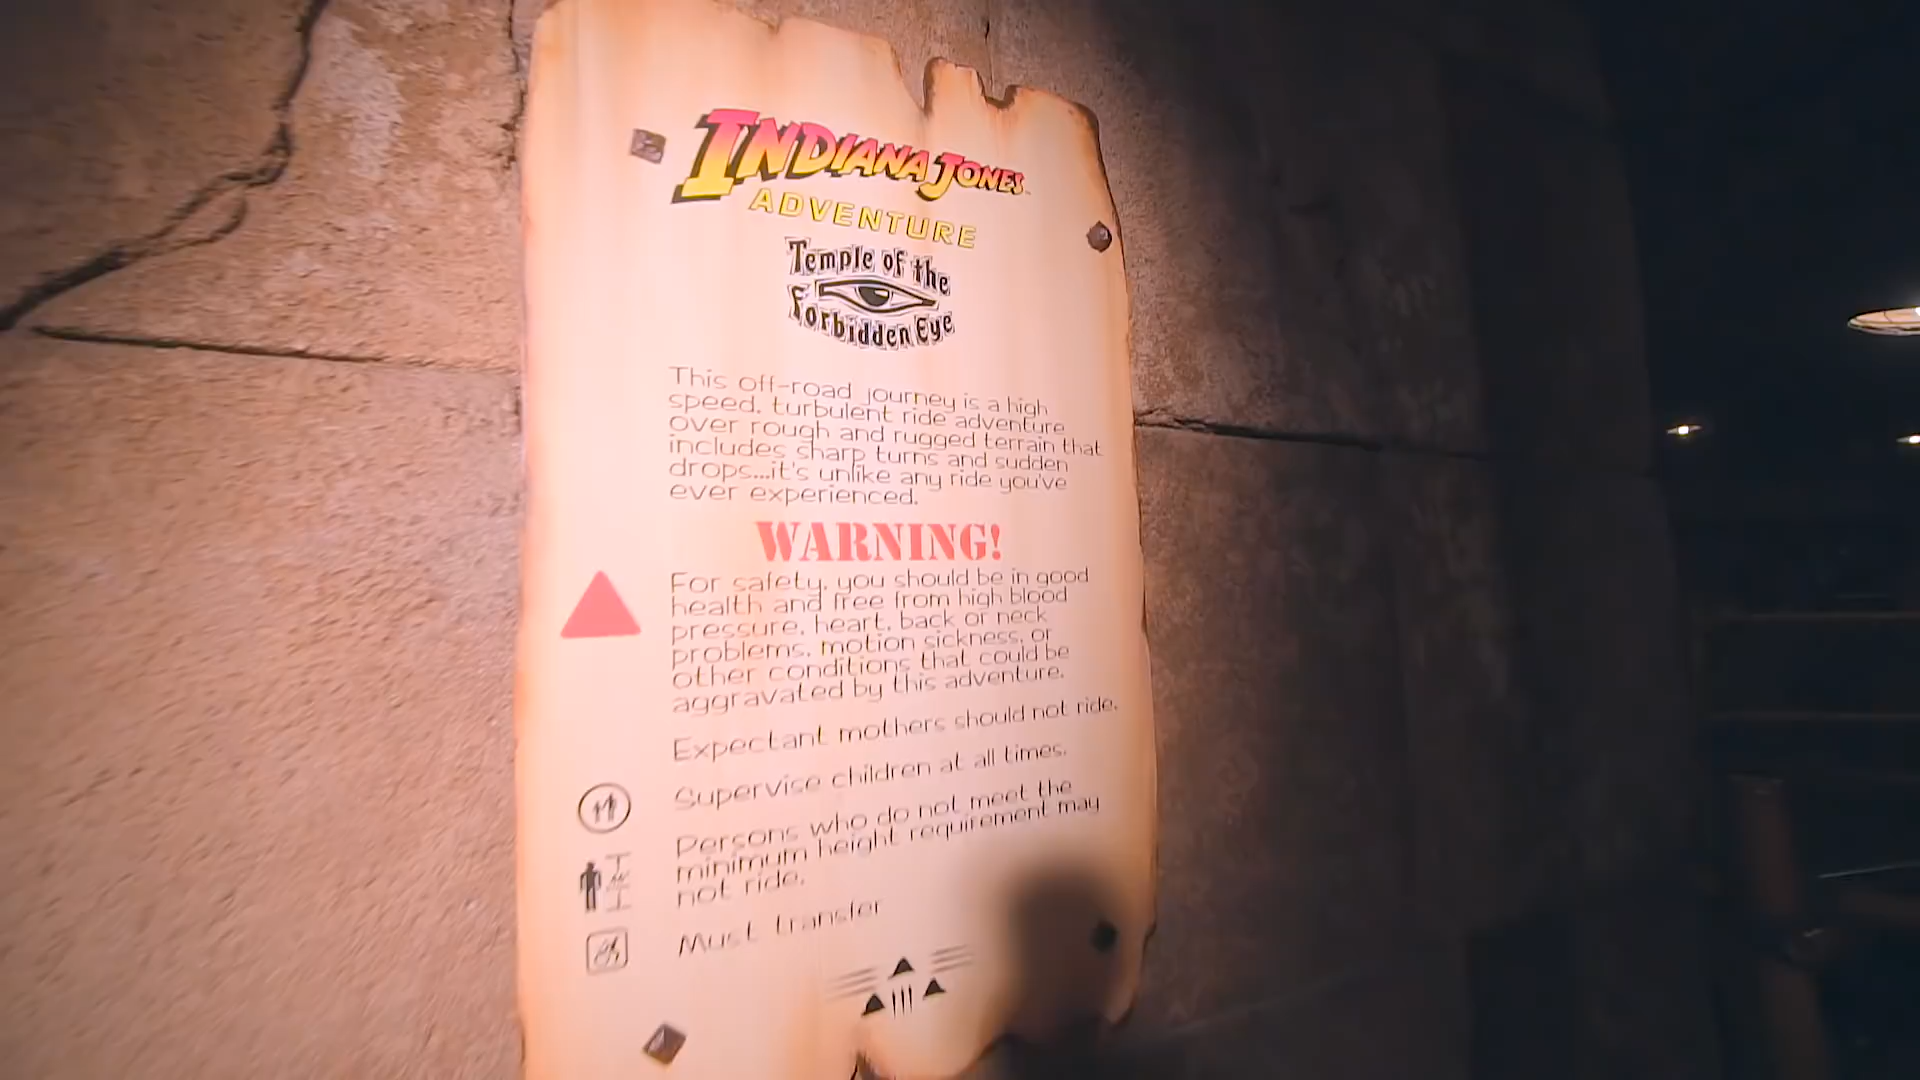 INDIANA JONES
ADVENTURE
Temple of the
Forbidden Eye
This off-road journey is a high
speed, turbulent ride adventure
over rough and rugged terrain that
includes sharp turns and sudden
drops...it's unlike any ride you've
ever experienced.
WARNING!
For safety, you should be in good
health and free from high blood
pressure, heart, back or neck
problems, motion sickness, or
other conditions that could be
aggravated by this adventure.
Expectant mothers should not ride.
Supervise children at all times.
Persons who do not meet the
minimum height requirement may
not ride.
Must transfer